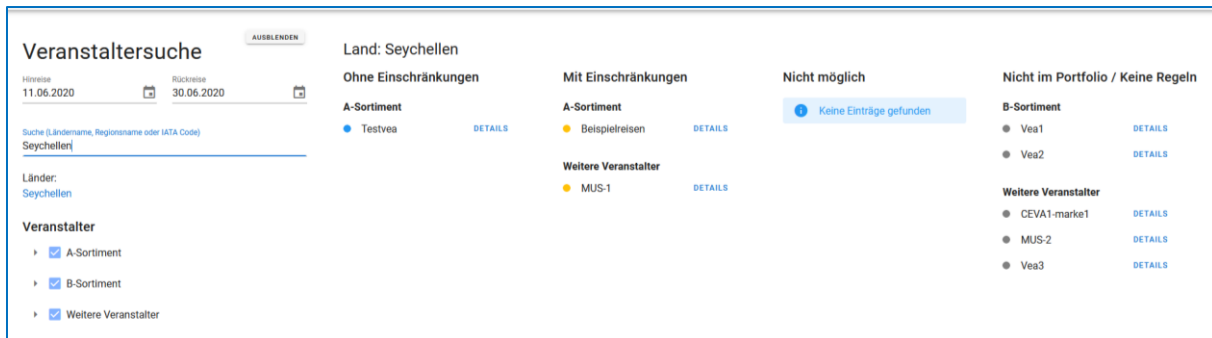 Veranstaltersuche
AUSBLENDEN
Hinreise
11.06.2020
Rückreise
30.06.2020
Suche (Ländername, Regionsname oder IATA Code)
Seychellen
Länder:
Seychellen
Veranstalter
A-Sortiment
B-Sortiment
Weitere Veranstalter
Land: Seychellen
Ohne Einschränkungen
A-Sortiment
Testvea DETAILS
Mit Einschränkungen
A-Sortiment
Beispielreisen DETAILS
Weitere Veranstalter
MUS-1 DETAILS
Nicht möglich
Keine Einträge gefunden
Nicht im Portfolio / Keine Regeln
B-Sortiment
Vea1 DETAILS
Vea2 DETAILS
Weitere Veranstalter
CEVA1-marke1 DETAILS
MUS-2 DETAILS
Vea3 DETAILS